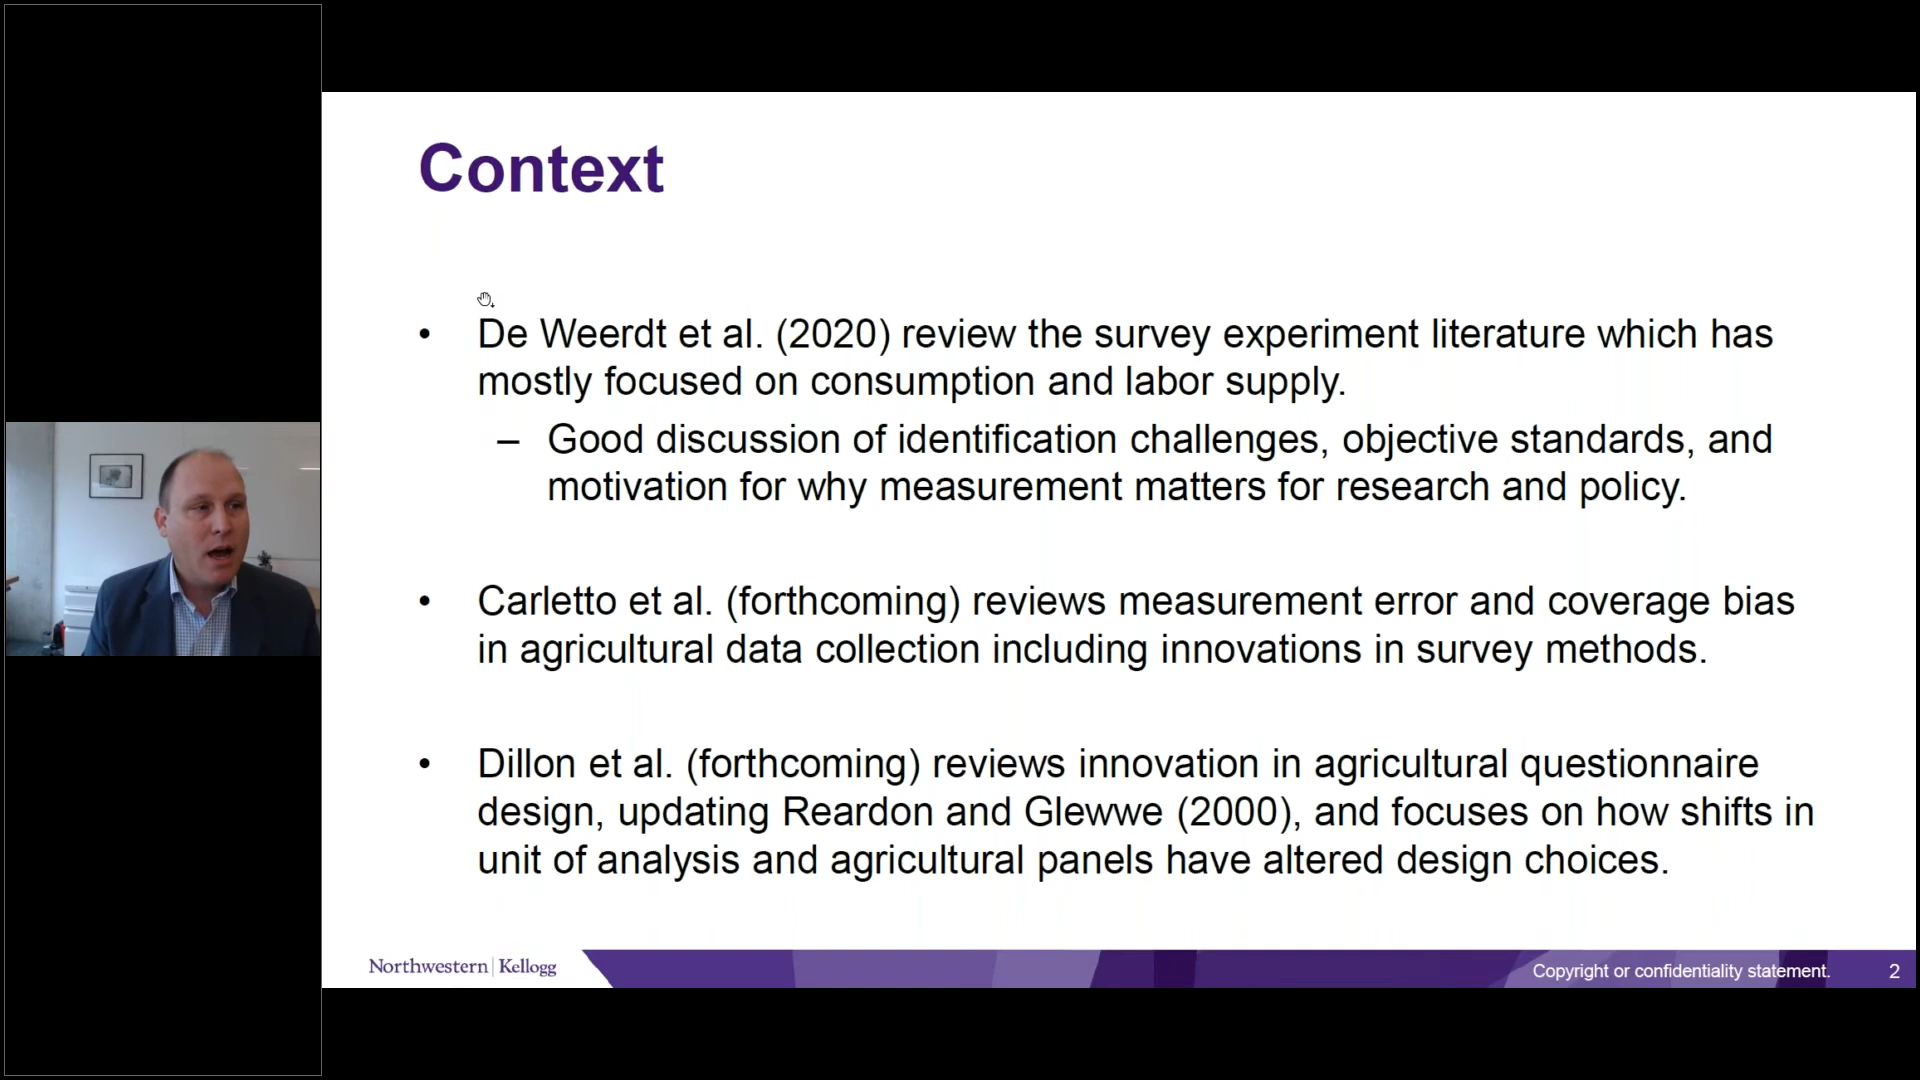 Context
• De Weerdt et al. (2020) review the survey experiment literature which has
mostly focused on consumption and labor supply.
– Good discussion of identification challenges, objective standards, and
motivation for why measurement matters for research and policy.
• Carletto et al. (forthcoming) reviews measurement error and coverage bias
in agricultural data collection including innovations in survey methods.
• Dillon et al. (forthcoming) reviews innovation in agricultural questionnaire
design, updating Reardon and Glewwe (2000), and focuses on how shifts in
unit of analysis and agricultural panels have altered design choices.
Northwestern | Kellogg
Copyright or confidentiality statement. 2